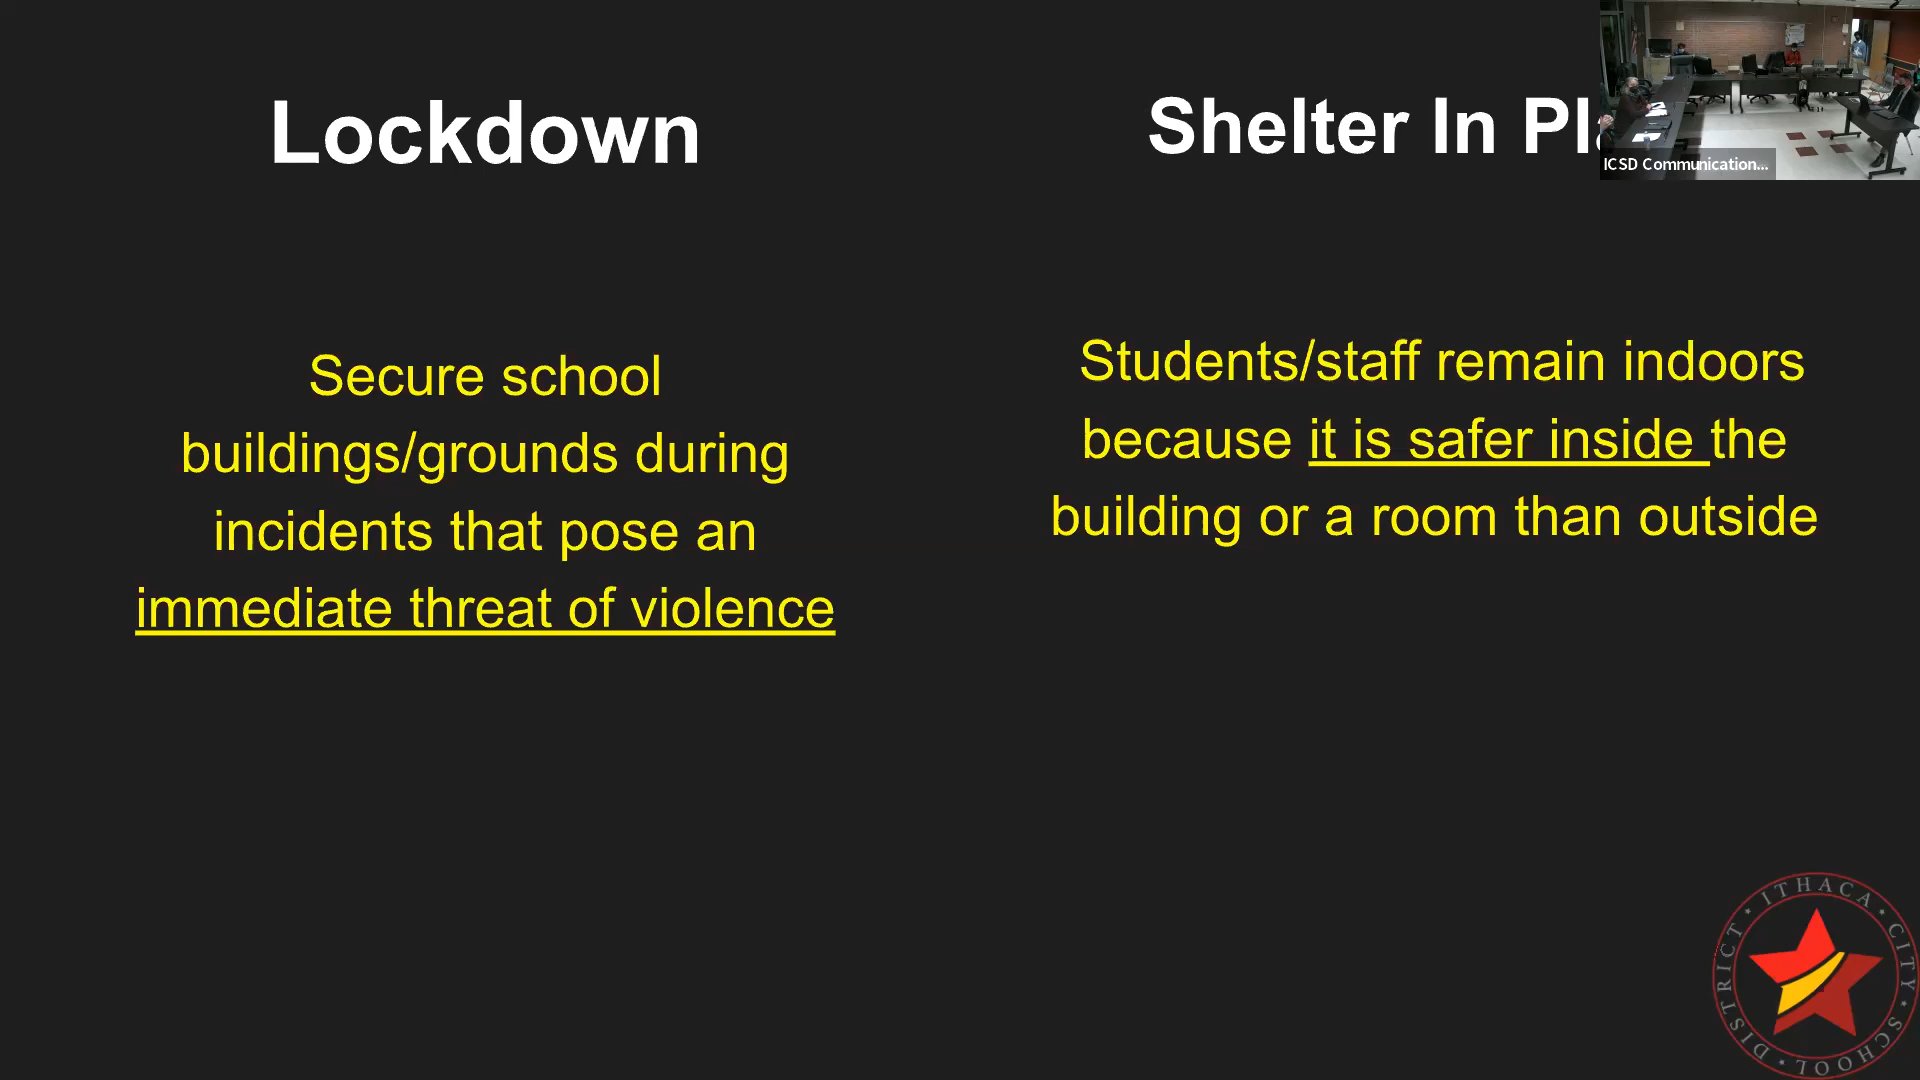 Lockdown
Secure school
buildings/grounds during
incidents that pose an
immediate threat of violence
Shelter In Pla
Students/staff remain indoors
because it is safer inside the
building or a room than outside
ICSD Communication...
ITHACA • CITY • SCHOOL • DISTRICT •